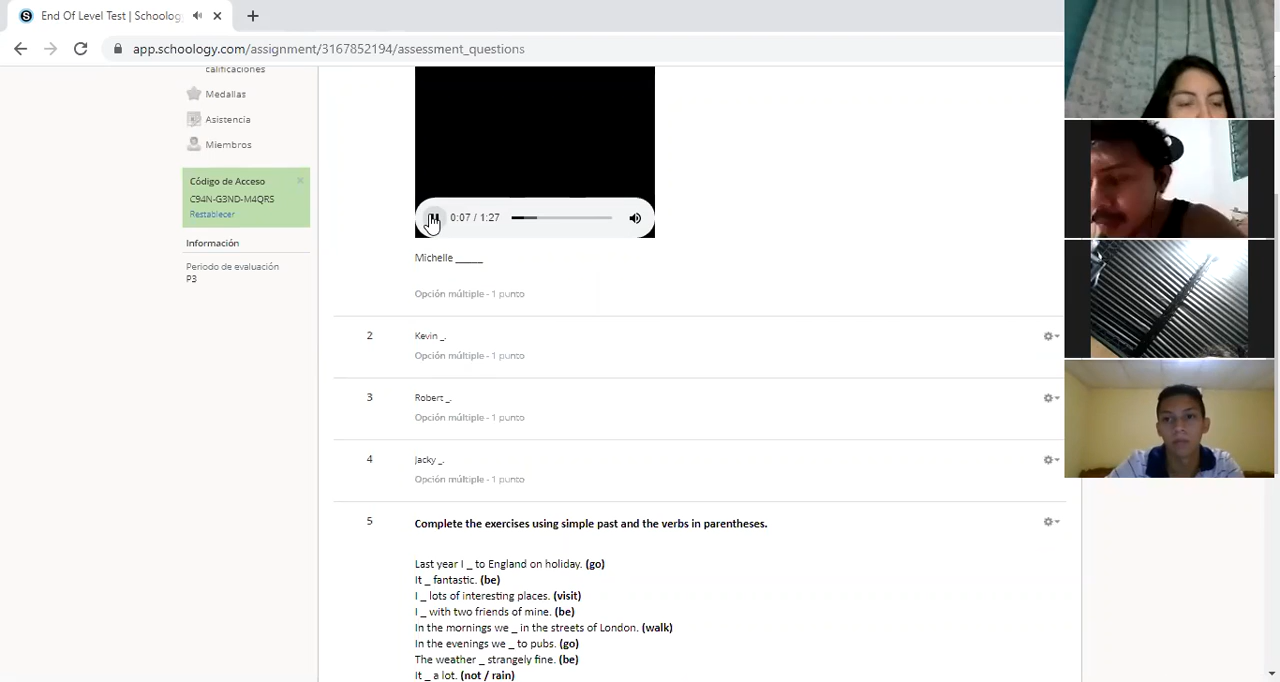 End Of Level Test | Schoology
app.schoology.com/assignment/3167852194/assessment_questions
calificaciones
Medallas
Asistencia
Miembros
Código de Acceso
C94N-G3ND-M4QRS
Restablecer
Información
Periodo de evaluación
P3
0:07 / 1:27
Michelle _____
Opción múltiple - 1 punto
2 Kevin _.
Opción múltiple - 1 punto
3 Robert _.
Opción múltiple - 1 punto
4 Jacky _.
Opción múltiple - 1 punto
5 Complete the exercises using simple past and the verbs in parentheses.
Last year I _ to England on holiday. (go)
It _ fantastic. (be)
I _ lots of interesting places. (visit)
I _ with two friends of mine. (be)
In the mornings we _ in the streets of London. (walk)
In the evenings we _ to pubs. (go)
The weather _ strangely fine. (be)
It _ a lot. (not / rain)